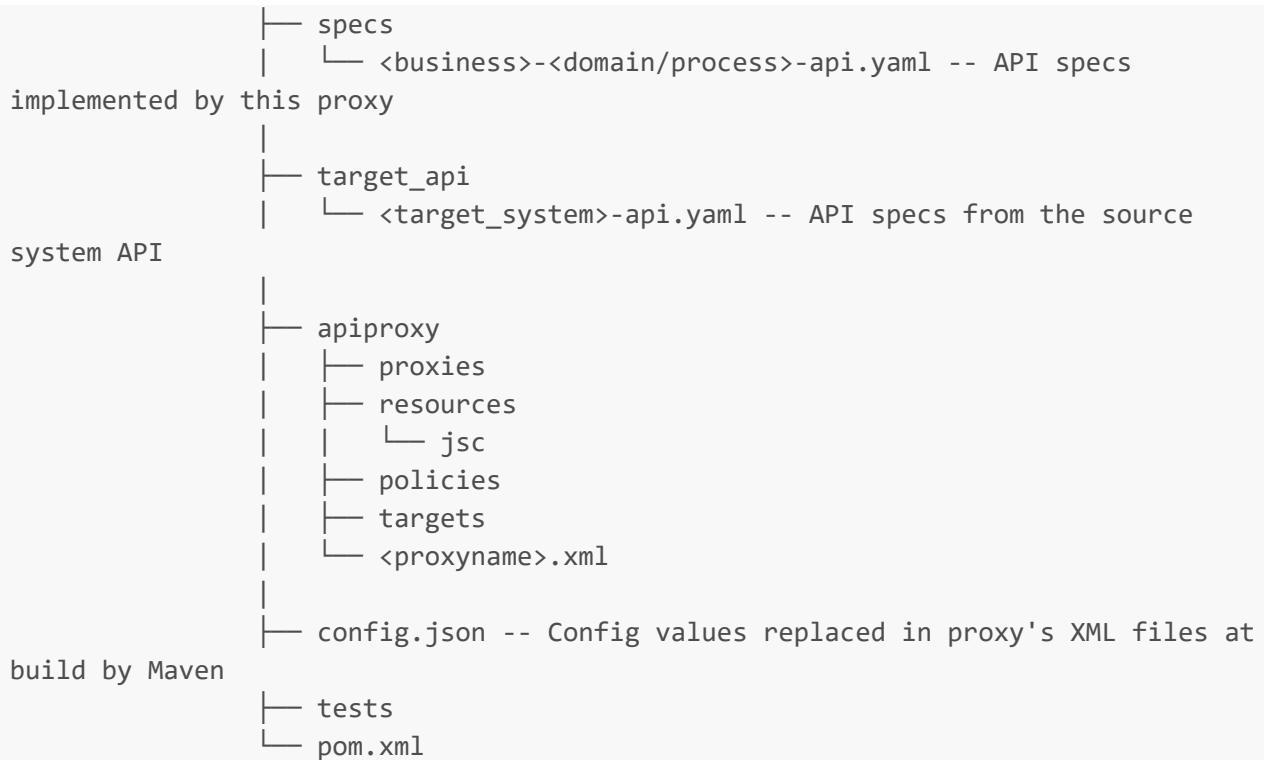 ├── specs
│   └── <business>-<domain/process>-api.yaml -- API specs
implemented by this proxy
│
├── target_api
│   └── <target_system>-api.yaml -- API specs from the source
system API
│
├── apiproxy
│   ├── proxies
│   ├── resources
│   │   └── jsc
│   ├── policies
│   ├── targets
│   └── <proxyname>.xml
│
├── config.json -- Config values replaced in proxy's XML files at
build by Maven
├── tests
└── pom.xml